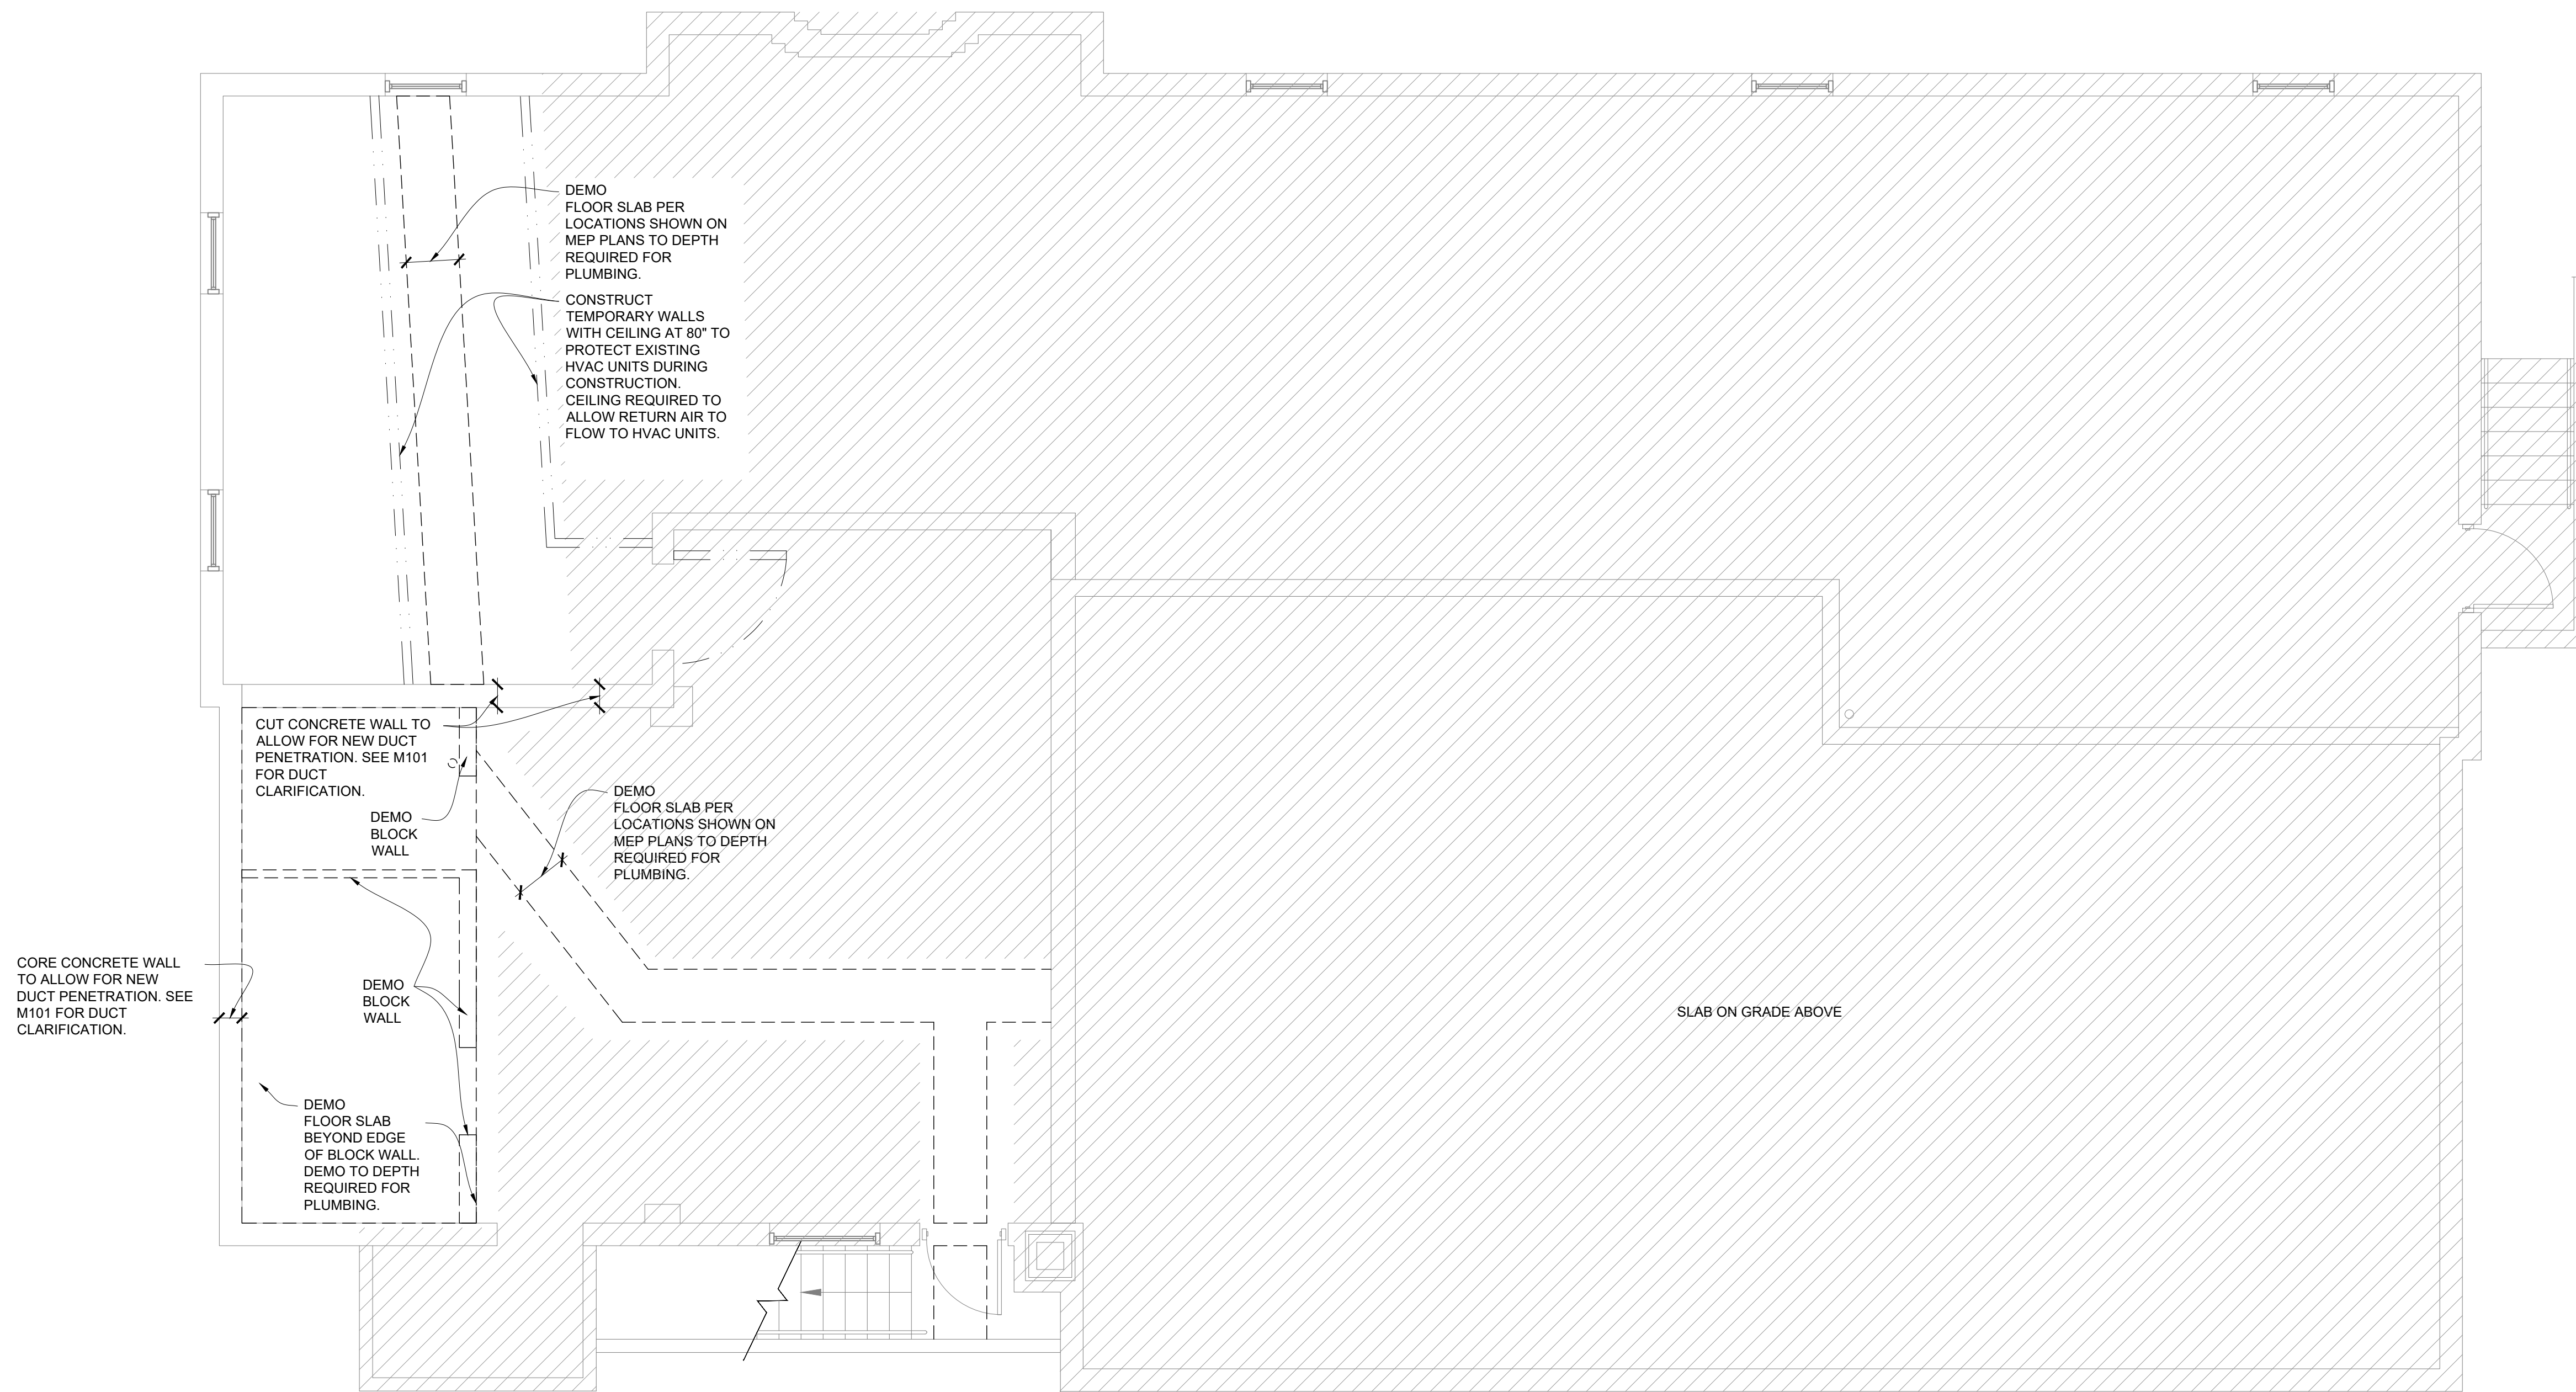 DEMO
FLOOR SLAB PER
LOCATIONS SHOWN ON
MEP PLANS TO DEPTH
REQUIRED FOR
PLUMBING.
CONSTRUCT
TEMPORARY WALLS
WITH CEILING AT 80" TO
PROTECT EXISTING
HVAC UNITS DURING
CONSTRUCTION.
CEILING REQUIRED TO
ALLOW RETURN AIR TO
FLOW TO HVAC UNITS.
CUT CONCRETE WALL TO
ALLOW FOR NEW DUCT
PENETRATION. SEE M101
FOR DUCT
CLARIFICATION.
DEMO
BLOCK
WALL
DEMO
FLOOR SLAB PER
LOCATIONS SHOWN ON
MEP PLANS TO DEPTH
REQUIRED FOR
PLUMBING.
CORE CONCRETE WALL
TO ALLOW FOR NEW
DUCT PENETRATION. SEE
M101 FOR DUCT
CLARIFICATION.
DEMO
BLOCK
WALL
SLAB ON GRADE ABOVE
DEMO
FLOOR SLAB
BEYOND EDGE
OF BLOCK WALL.
DEMO TO DEPTH
REQUIRED FOR
PLUMBING.